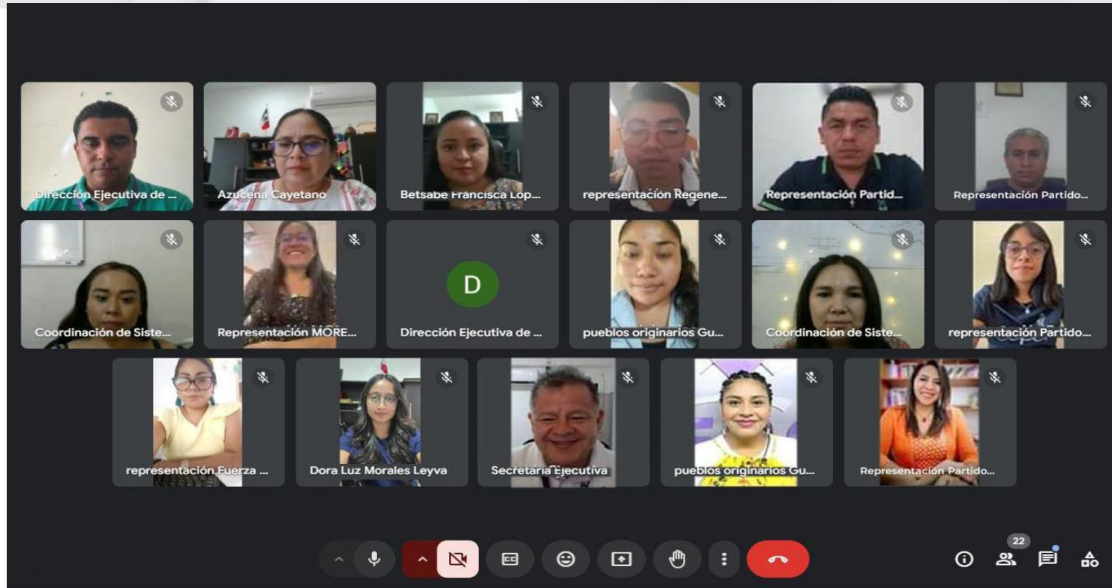 Dirección Ejecutiva de ...
Azucena Cayetano
Betsabe Francisca Lop...
representación Regene...
Representación Partid...
Representación Partido...
Coordinación de Siste...
Representación MORE...
D
Dirección Ejecutiva de ...
pueblos originarios Gu...
Coordinación de Siste...
representación Partido...
representación Fuerza ...
Dora Luz Morales Leyva
Secretaria Ejecutiva
pueblos originarios Gu...
Representación Partido...
CC
22